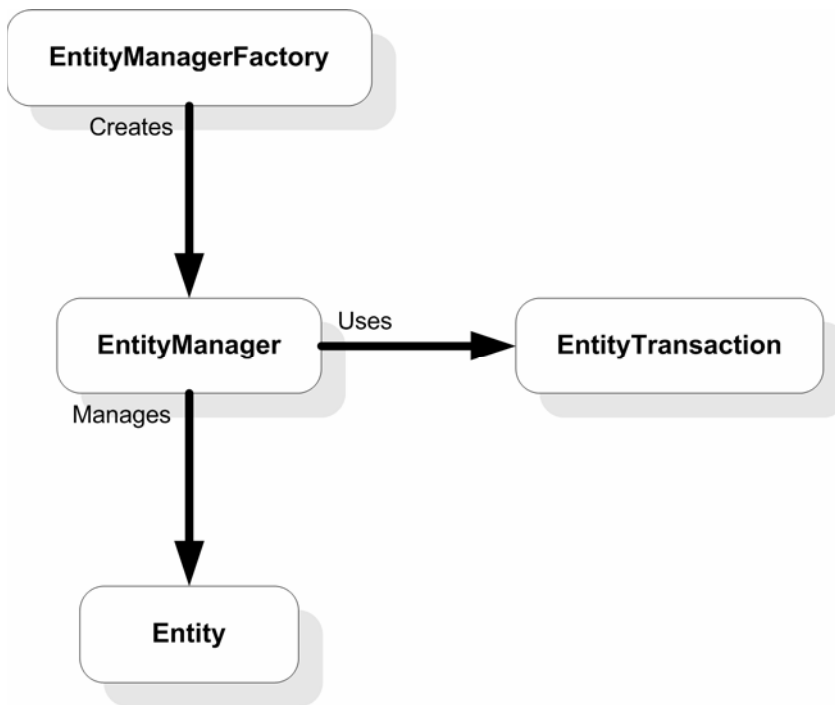 EntityManagerFactory
Creates
EntityManager
Uses
EntityTransaction
Manages
Entity